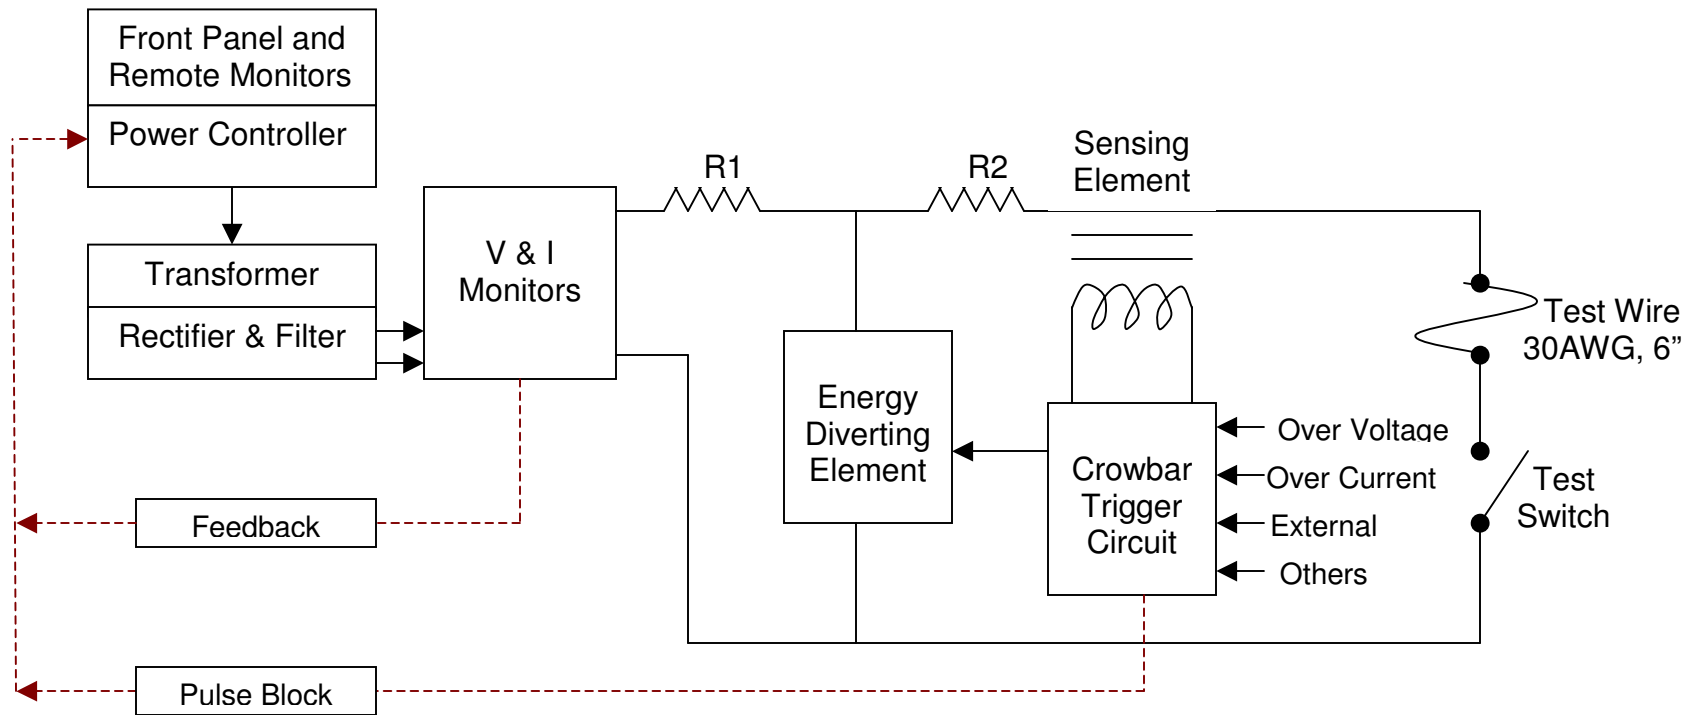 Front Panel and
Remote Monitors
Power Controller
Transformer
Rectifier & Filter
V & I
Monitors
R1
R2
Sensing
Element
Energy
Diverting
Element
Crowbar
Trigger
Circuit
Over Voltage
Over Current
External
Others
Test Wire
30AWG, 6”
Test
Switch
Feedback
Pulse Block